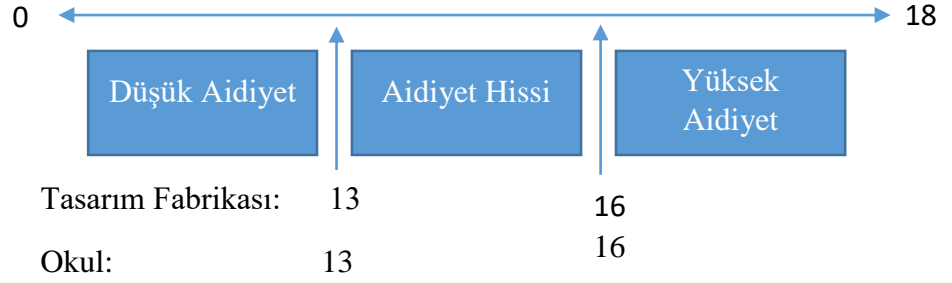 0 18
Düşük Aidiyet
Aidiyet Hissi
Yüksek
Aidiyet
Tasarım Fabrikası: 13 16
Okul: 13 16